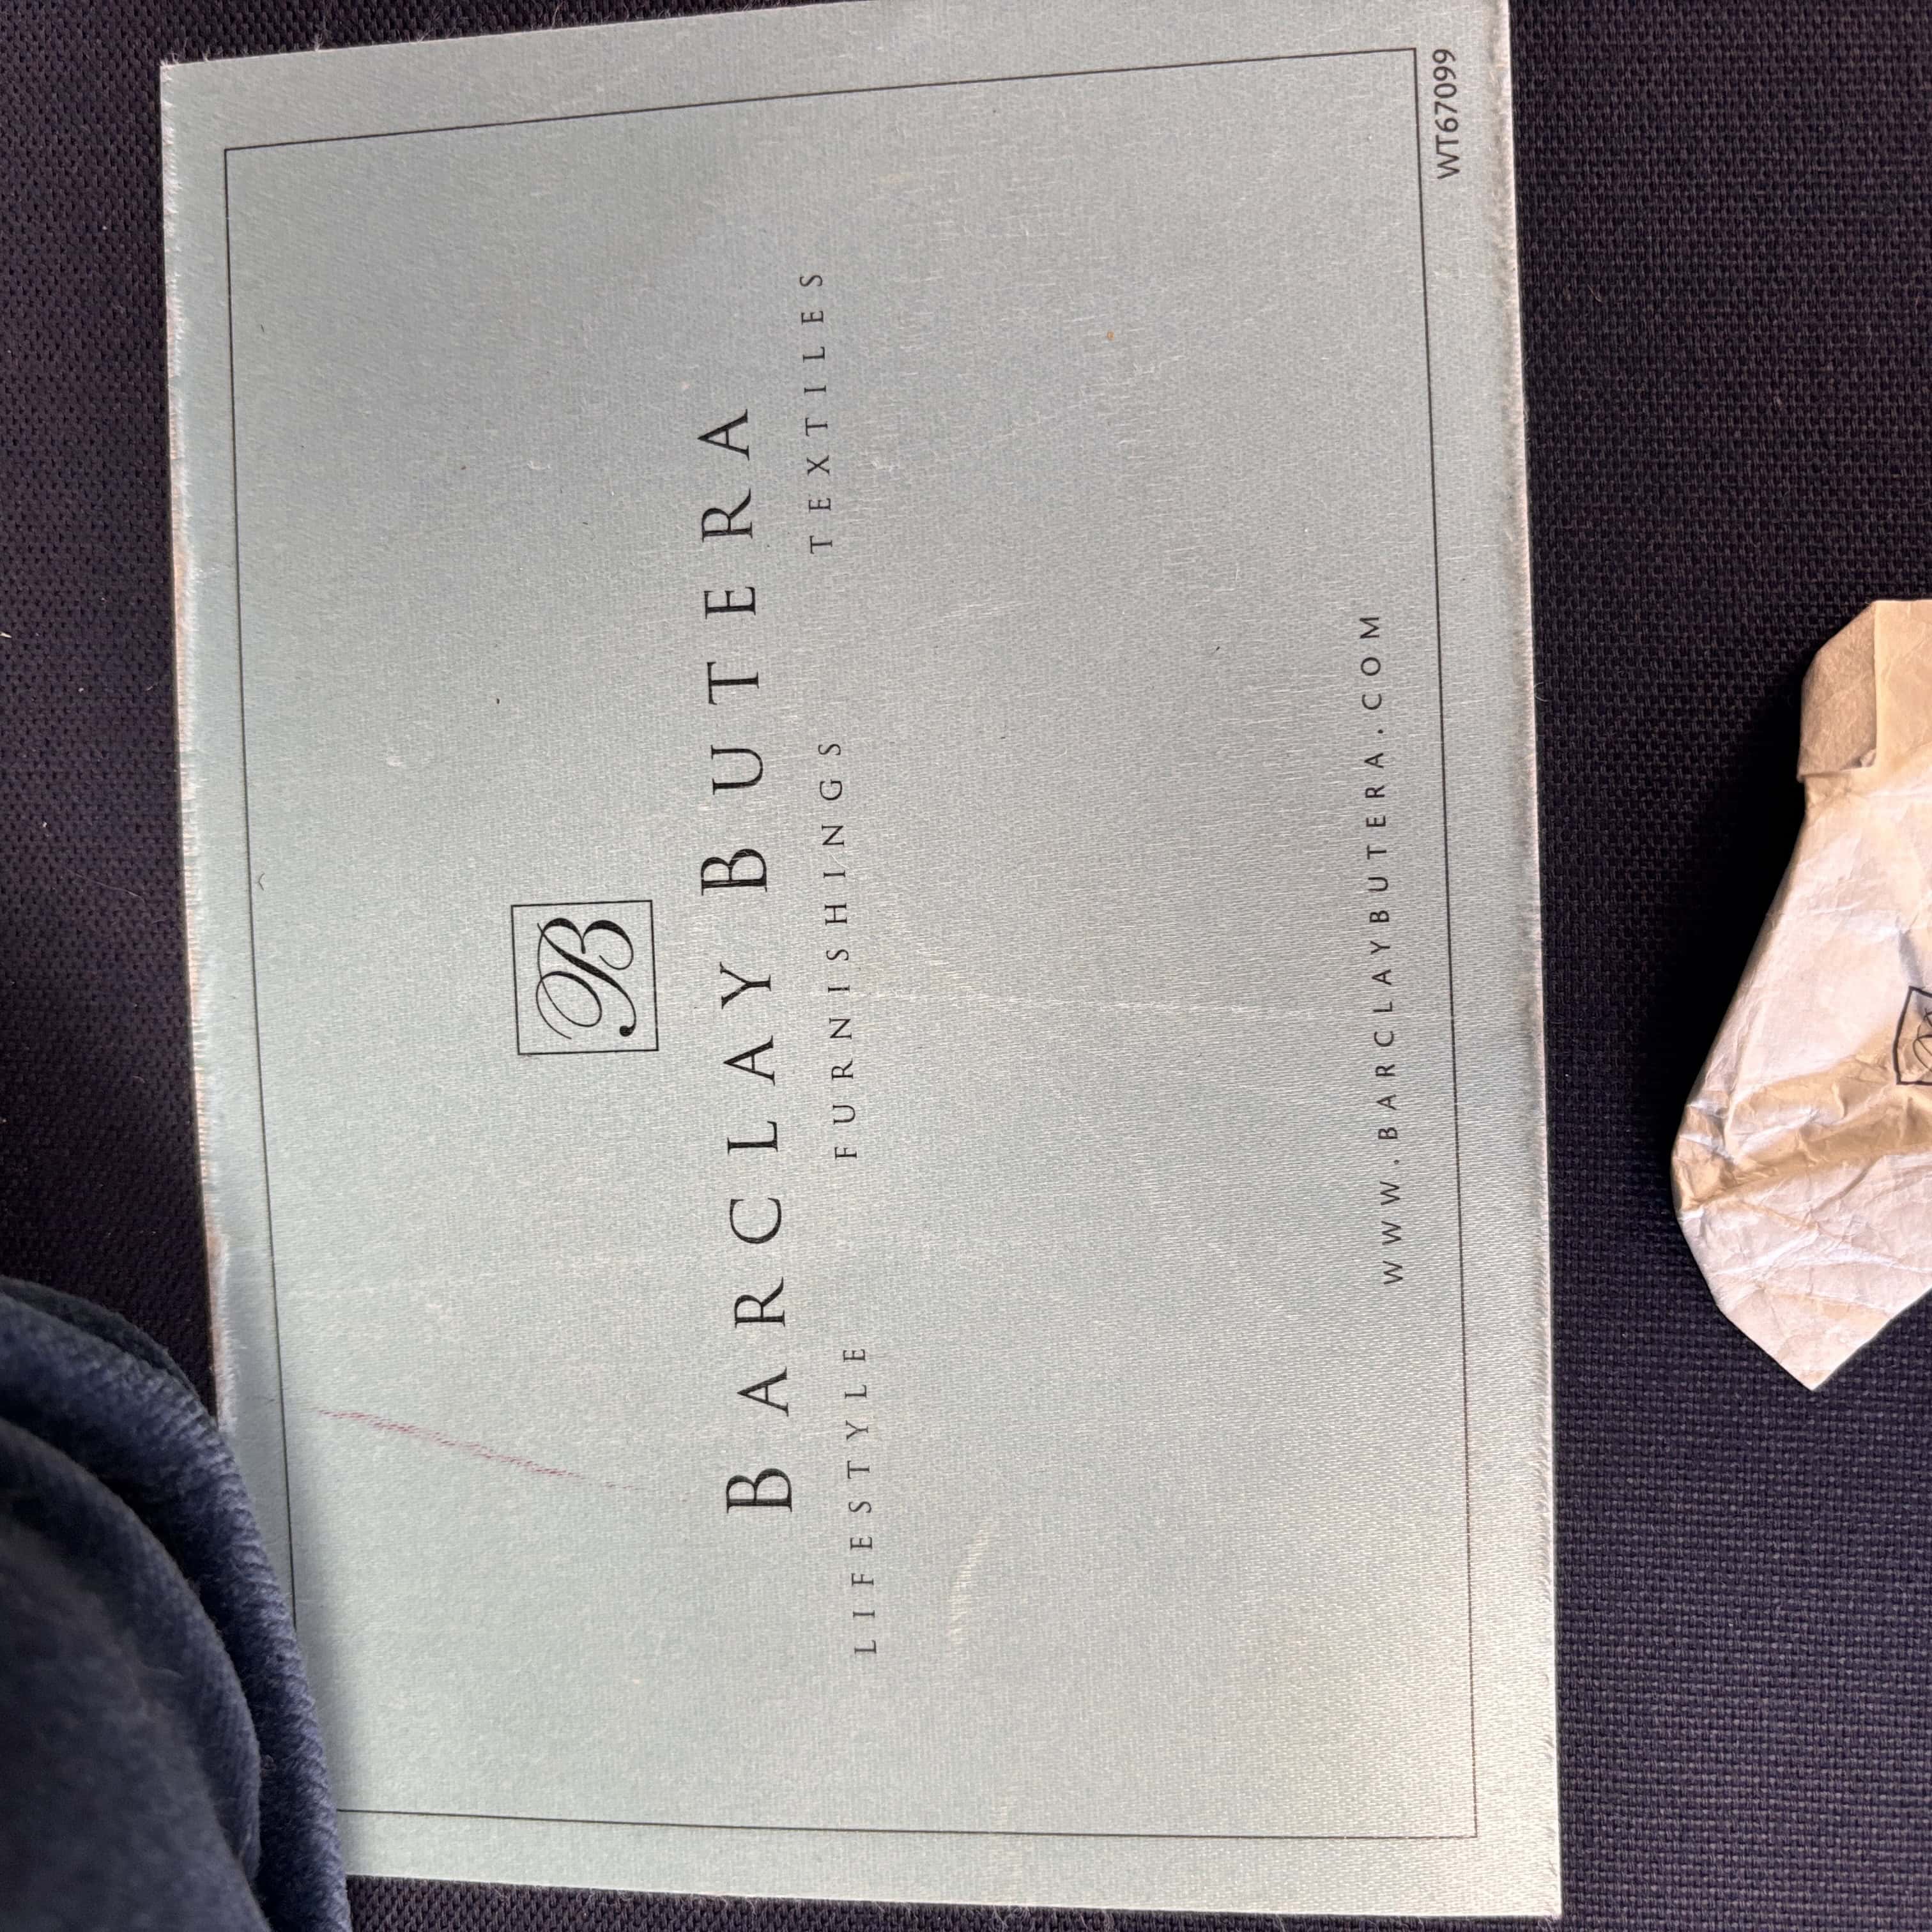 B
BARCLAY BUTERA
LIFESTYLE FURNISHINGS TEXTILES
WWW.BARCLAYBUTERA.COM
WT67099